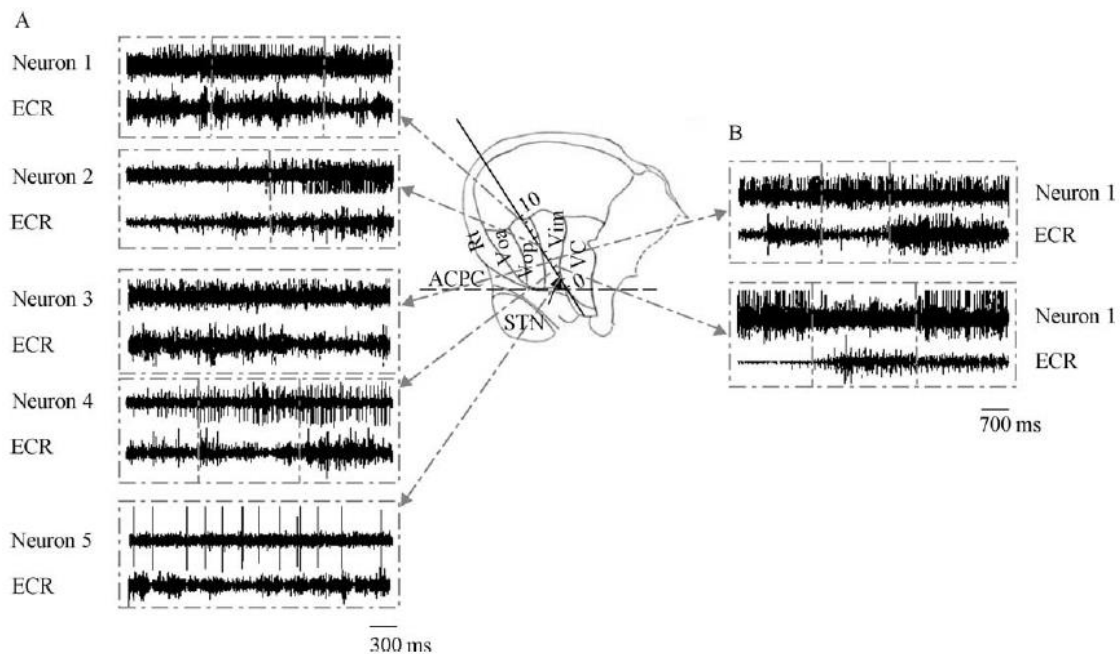 A
Neuron 1
ECR
Neuron 2
ECR
Neuron 3
ECR
Neuron 4
ECR
Neuron 5
ECR
300 ms
10
Rt
Voa
Vop
Vim
VC
ACPC
0
STN
B
Neuron 1
ECR
Neuron 1
ECR
700 ms